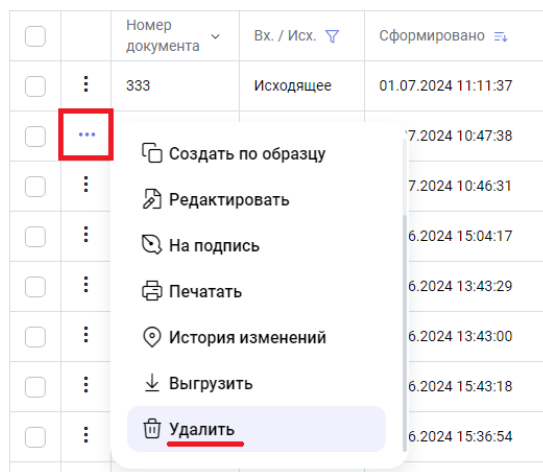 Номер
документа
Вх. / Исх.
Сформировано
333
Исходящее
01.07.2024 11:11:37
7.2024 10:47:38
Создать по образцу
7.2024 10:46:31
Редактировать
6.2024 15:04:17
На подпись
6.2024 13:43:29
Печатать
6.2024 13:43:00
История изменений
6.2024 15:43:18
Выгрузить
6.2024 15:36:54
Удалить